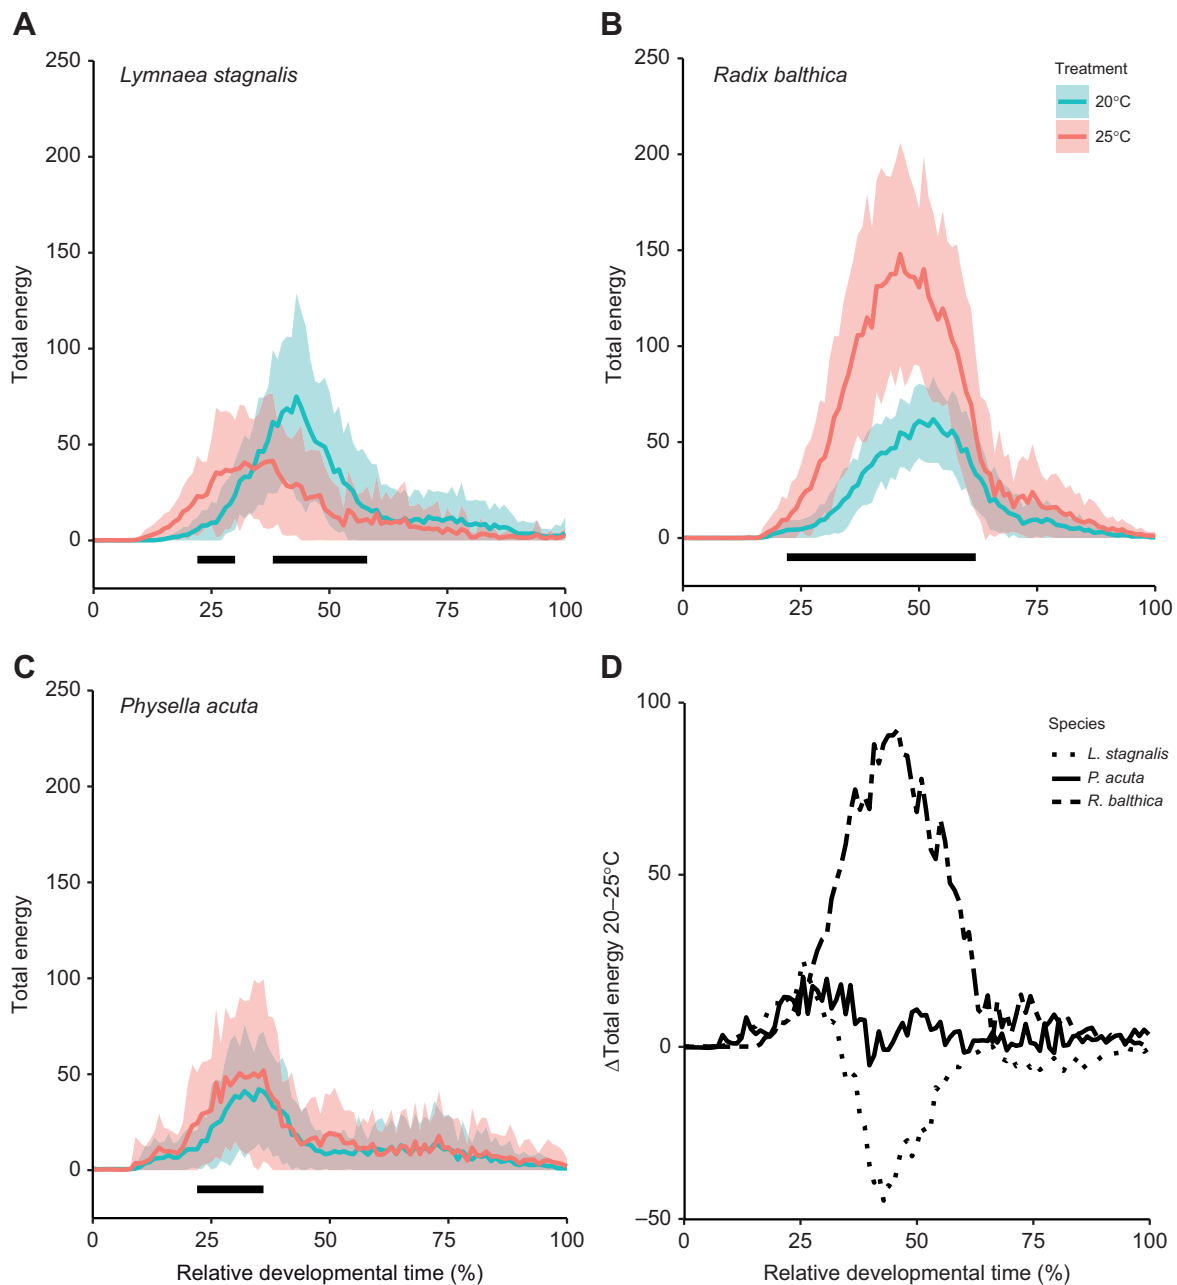 A
Lymnaea stagnalis
250
200
150
100
50
0
Total energy
0 25 50 75 100
B
Radix balthica
Treatment
20°C
25°C
250
200
150
100
50
0
Total energy
0 25 50 75 100
C
Physella acuta
250
200
150
100
50
0
Total energy
0 25 50 75 100
Relative developmental time (%)
D
Species
L. stagnalis
P. acuta
R. balthica
100
50
0
–50
ΔTotal energy 20–25°C
0 25 50 75 100
Relative developmental time (%)